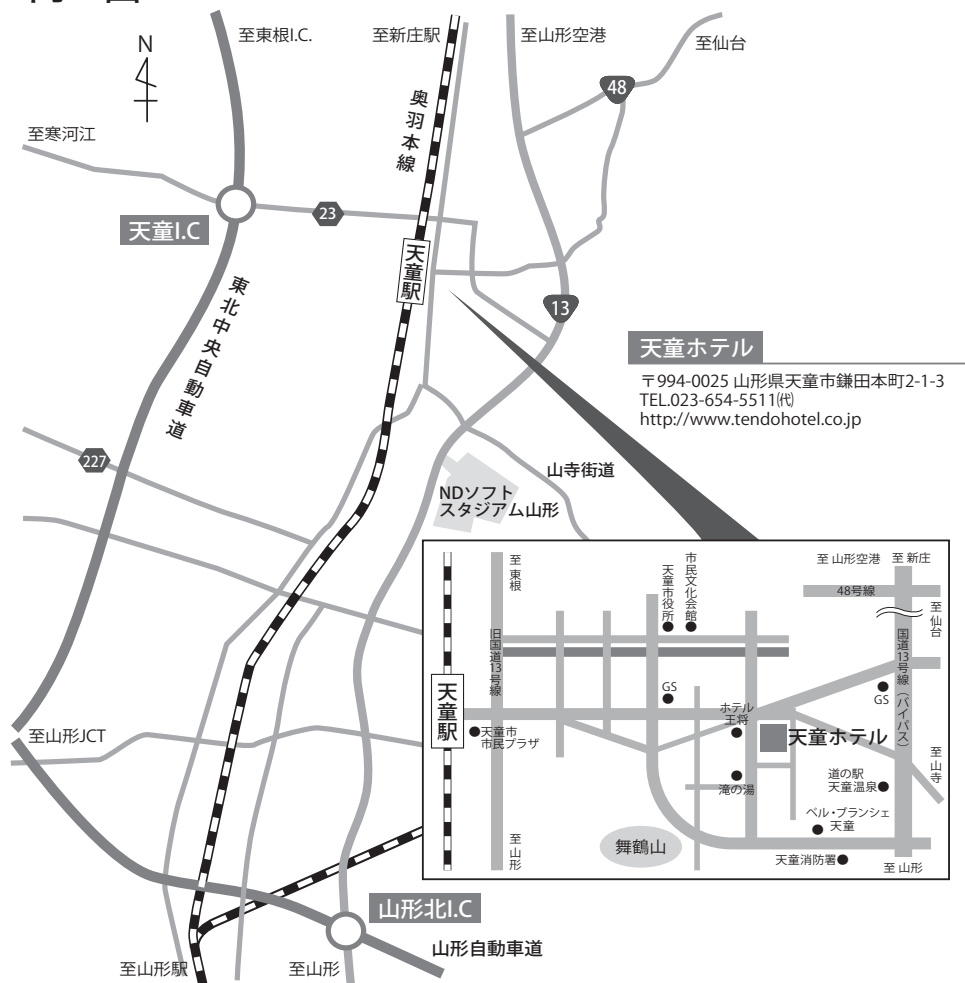 至東根I.C.
至新庄駅
至山形空港
至仙台
N
48
奥羽本線
至寒河江
23
天童I.C
天童駅
東北中央自動車道
13
天童ホテル
〒994-0025 山形県天童市鎌田本町2-1-3
TEL.023-654-5511㈹
http://www.tendohotel.co.jp
227
山寺街道
NDソフト
スタジアム山形
至東根
天童市役所
市民文化会館
至 山形空港
至 新庄
48号線
至仙台
旧国道13号線
国道13号線（バイパス）
天童駅
GS
GS
ホテル
王将
天童市
市民プラザ
天童ホテル
至山寺
滝の湯
道の駅
天童温泉
ベル・ブランシェ
天童
舞鶴山
天童消防署
至山形
至 山形
至山形JCT
山形北I.C
山形自動車道
至山形駅
至山形